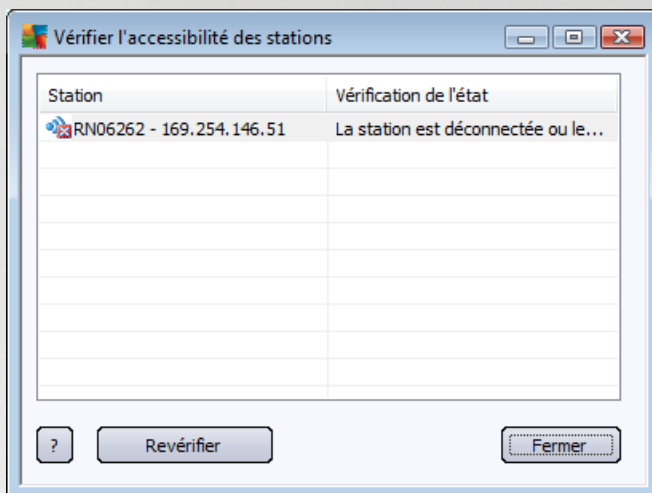 Vérifier l'accessibilité des stations
Station Vérification de l'état
RN06262 - 169.254.146.51 La station est déconnectée ou le...
? Revérifier Fermer